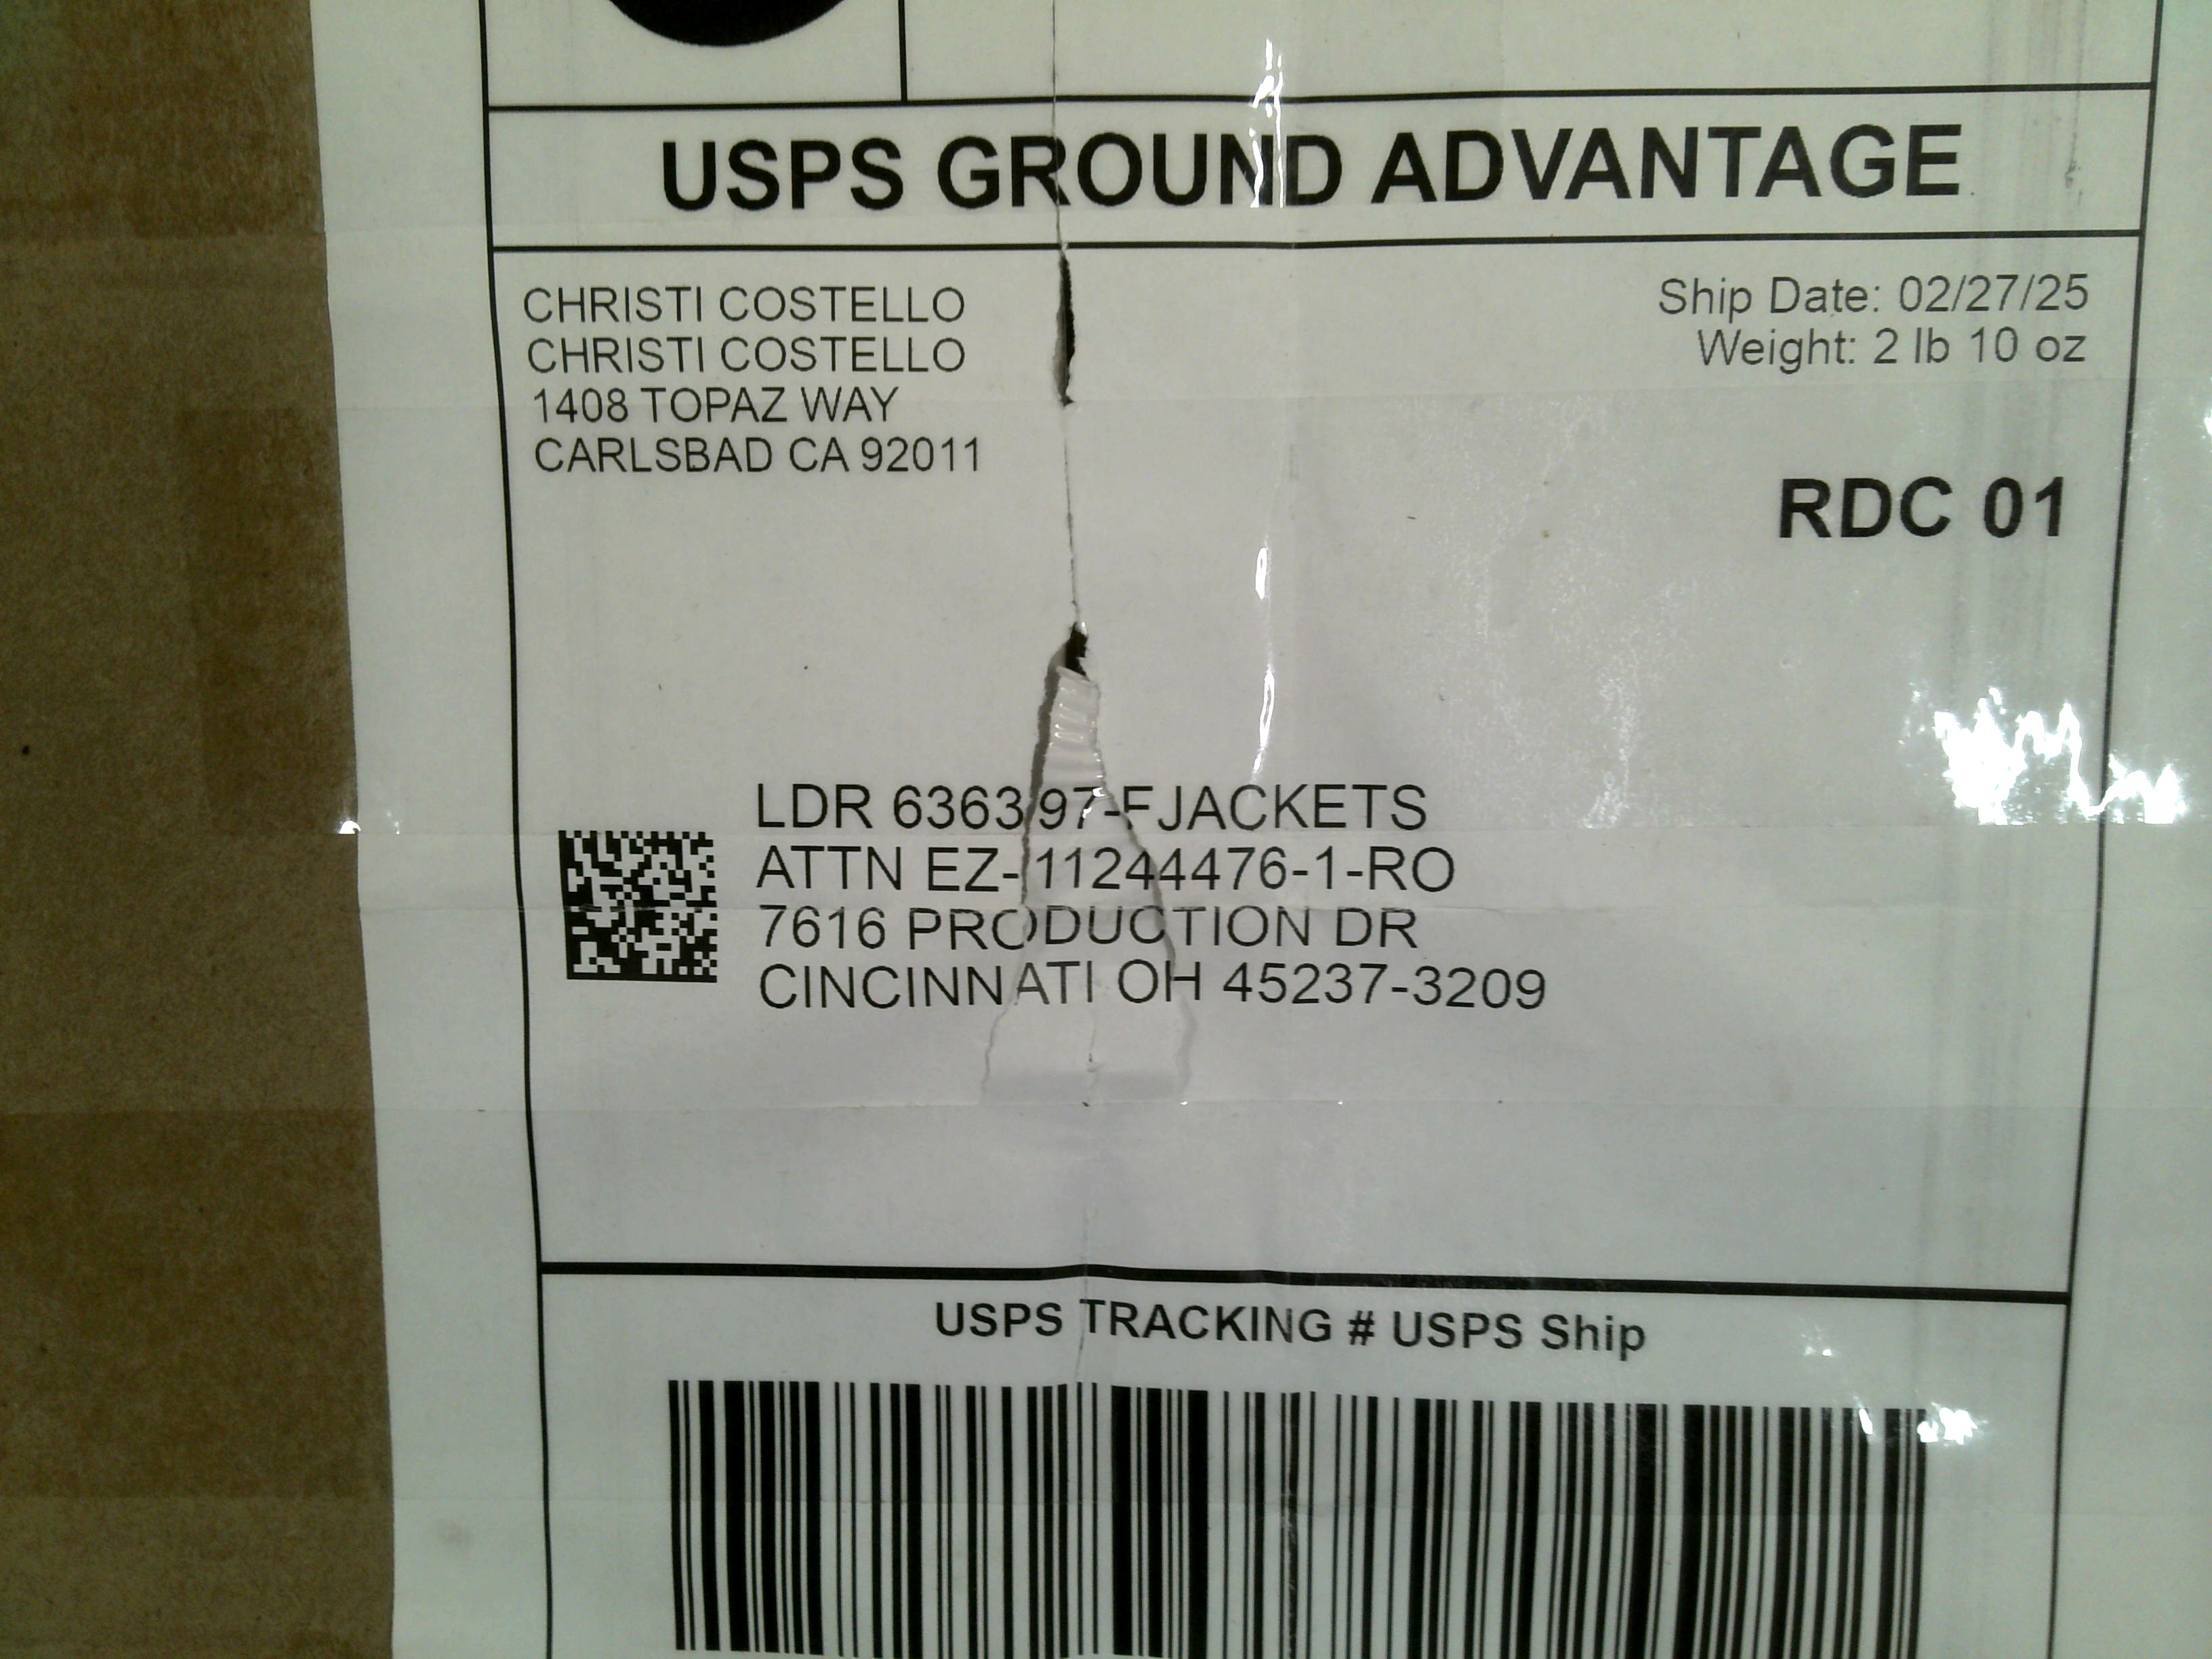 USPS GROUND ADVANTAGE
CHRISTI COSTELLO
CHRISTI COSTELLO
1408 TOPAZ WAY
CARLSBAD CA 92011
Ship Date: 02/27/25
Weight: 2 lb 10 oz
RDC 01
LDR 636397-FJACKETS
ATTN EZ-11244476-1-RO
7616 PRODUCTION DR
CINCINNATI OH 45237-3209
USPS TRACKING # USPS Ship